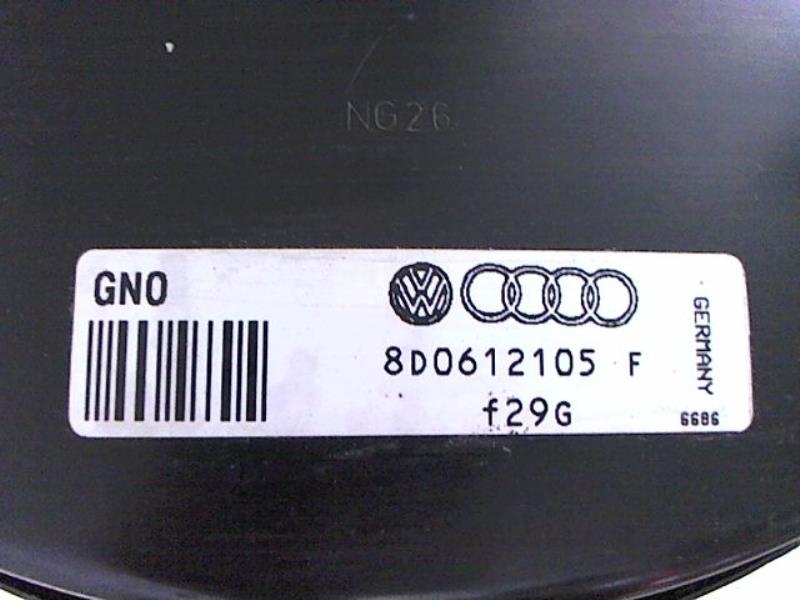 NG26
GNO
8D0612105 F
f29G
GERMANY
6686